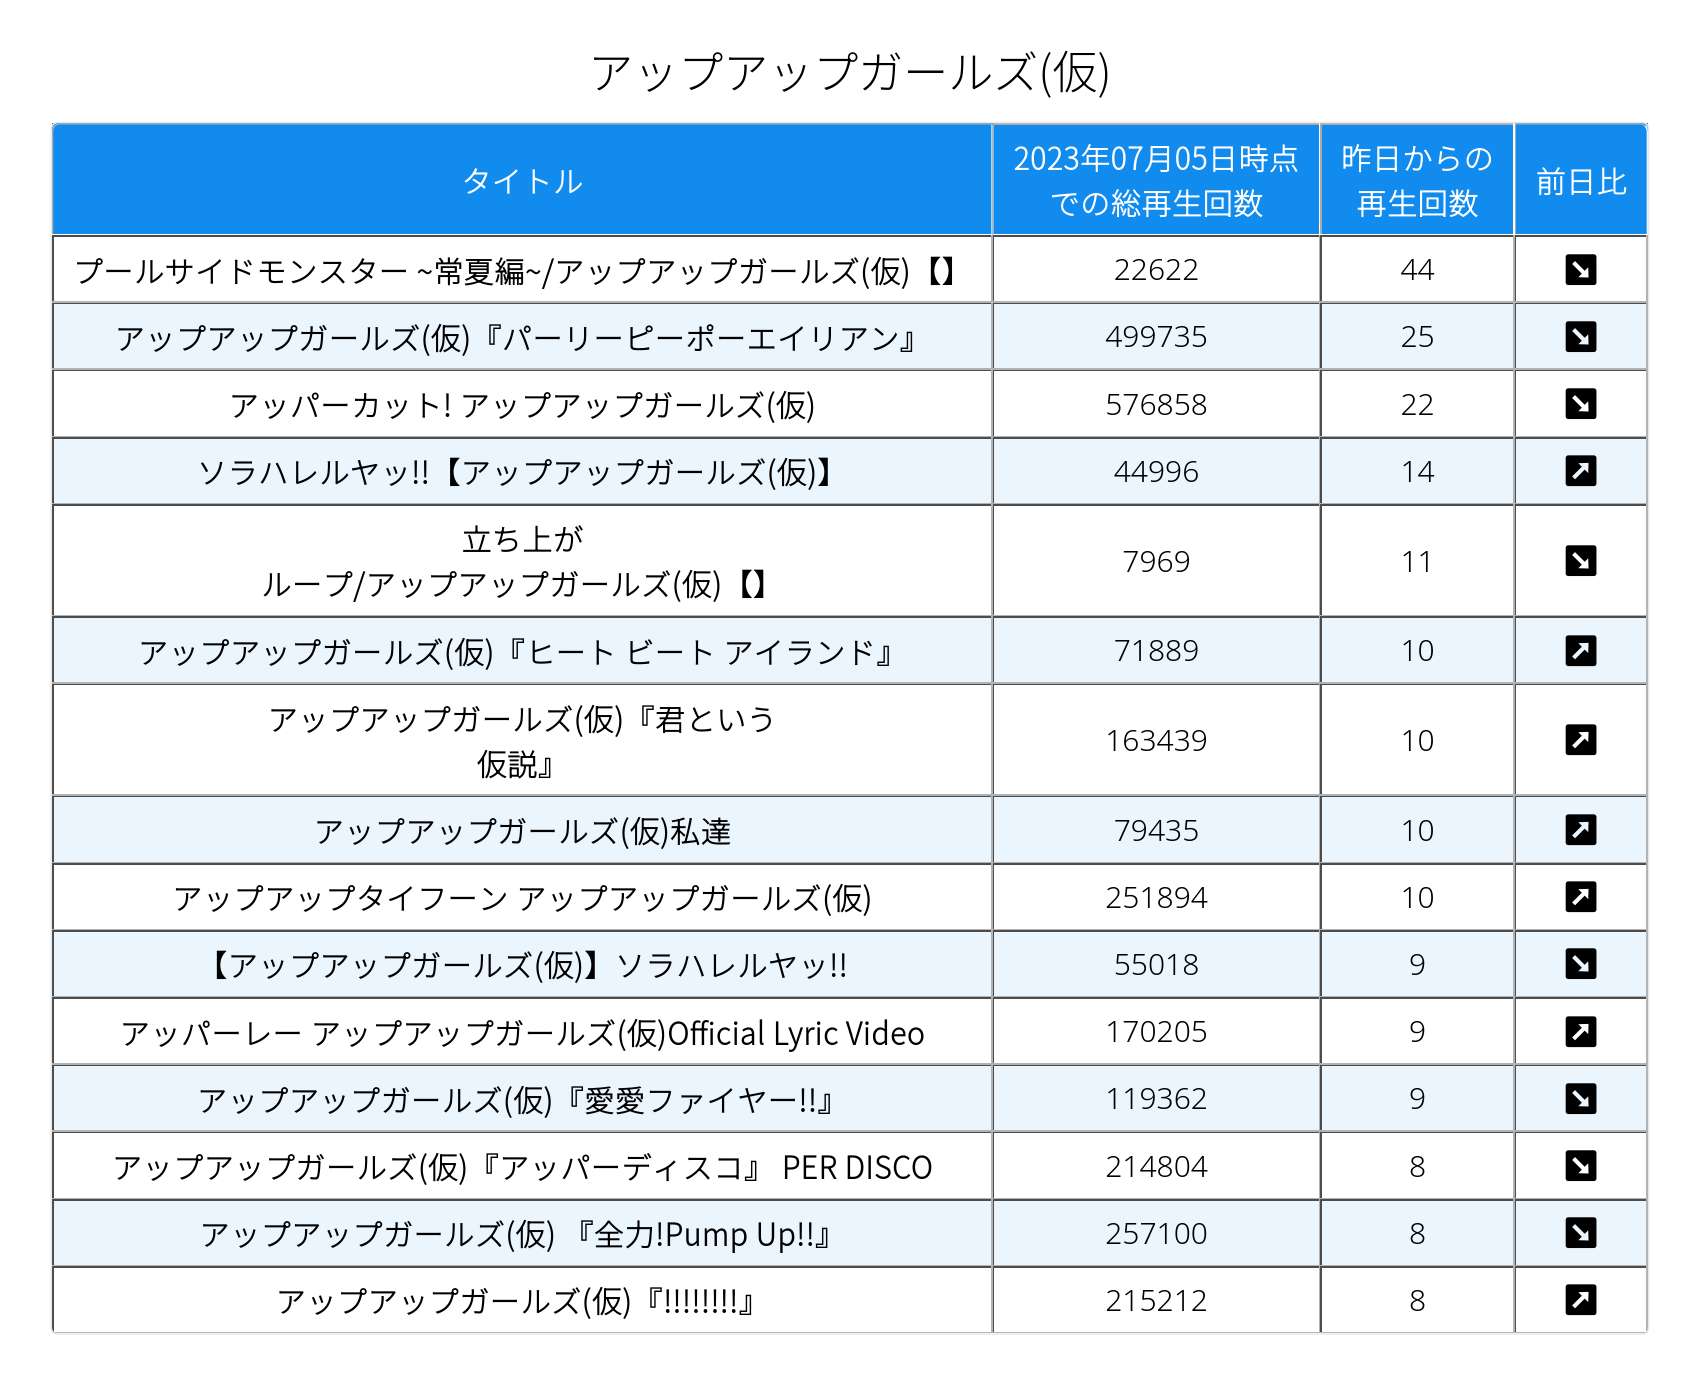 アップアップガールズ(仮)
タイトル
2023年07月05日時点
での総再生回数
昨日からの
再生回数
前日比
プールサイドモンスター ~常夏編~/アップアップガールズ(仮)【】 22622 44
アップアップガールズ(仮)『パーリーピーポーエイリアン』 499735 25
アッパーカット! アップアップガールズ(仮) 576858 22
ソラハレルヤッ!!【アップアップガールズ(仮)】 44996 14
立ち上が
ループ/アップアップガールズ(仮)【】 7969 11
アップアップガールズ(仮)『ヒート ビート アイランド』 71889 10
アップアップガールズ(仮)『君という
仮説』 163439 10
アップアップガールズ(仮)私達 79435 10
アップアップタイフーン アップアップガールズ(仮) 251894 10
【アップアップガールズ(仮)】ソラハレルヤッ!! 55018 9
アッパーレー アップアップガールズ(仮)Official Lyric Video 170205 9
アップアップガールズ(仮)『愛愛ファイヤー!!』 119362 9
アップアップガールズ(仮)『アッパーディスコ』 PER DISCO 214804 8
アップアップガールズ(仮) 『全力!Pump Up!!』 257100 8
アップアップガールズ(仮)『!!!!!!!!』 215212 8